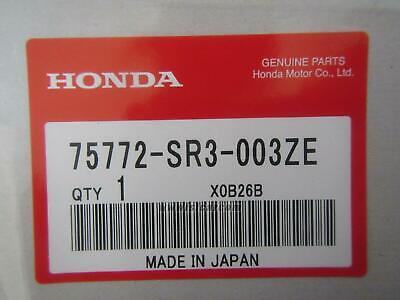 HONDA
GENUINE PARTS
Honda Motor Co., Ltd.
75772-SR3-003ZE
QTY 1 X0B26B
MADE IN JAPAN